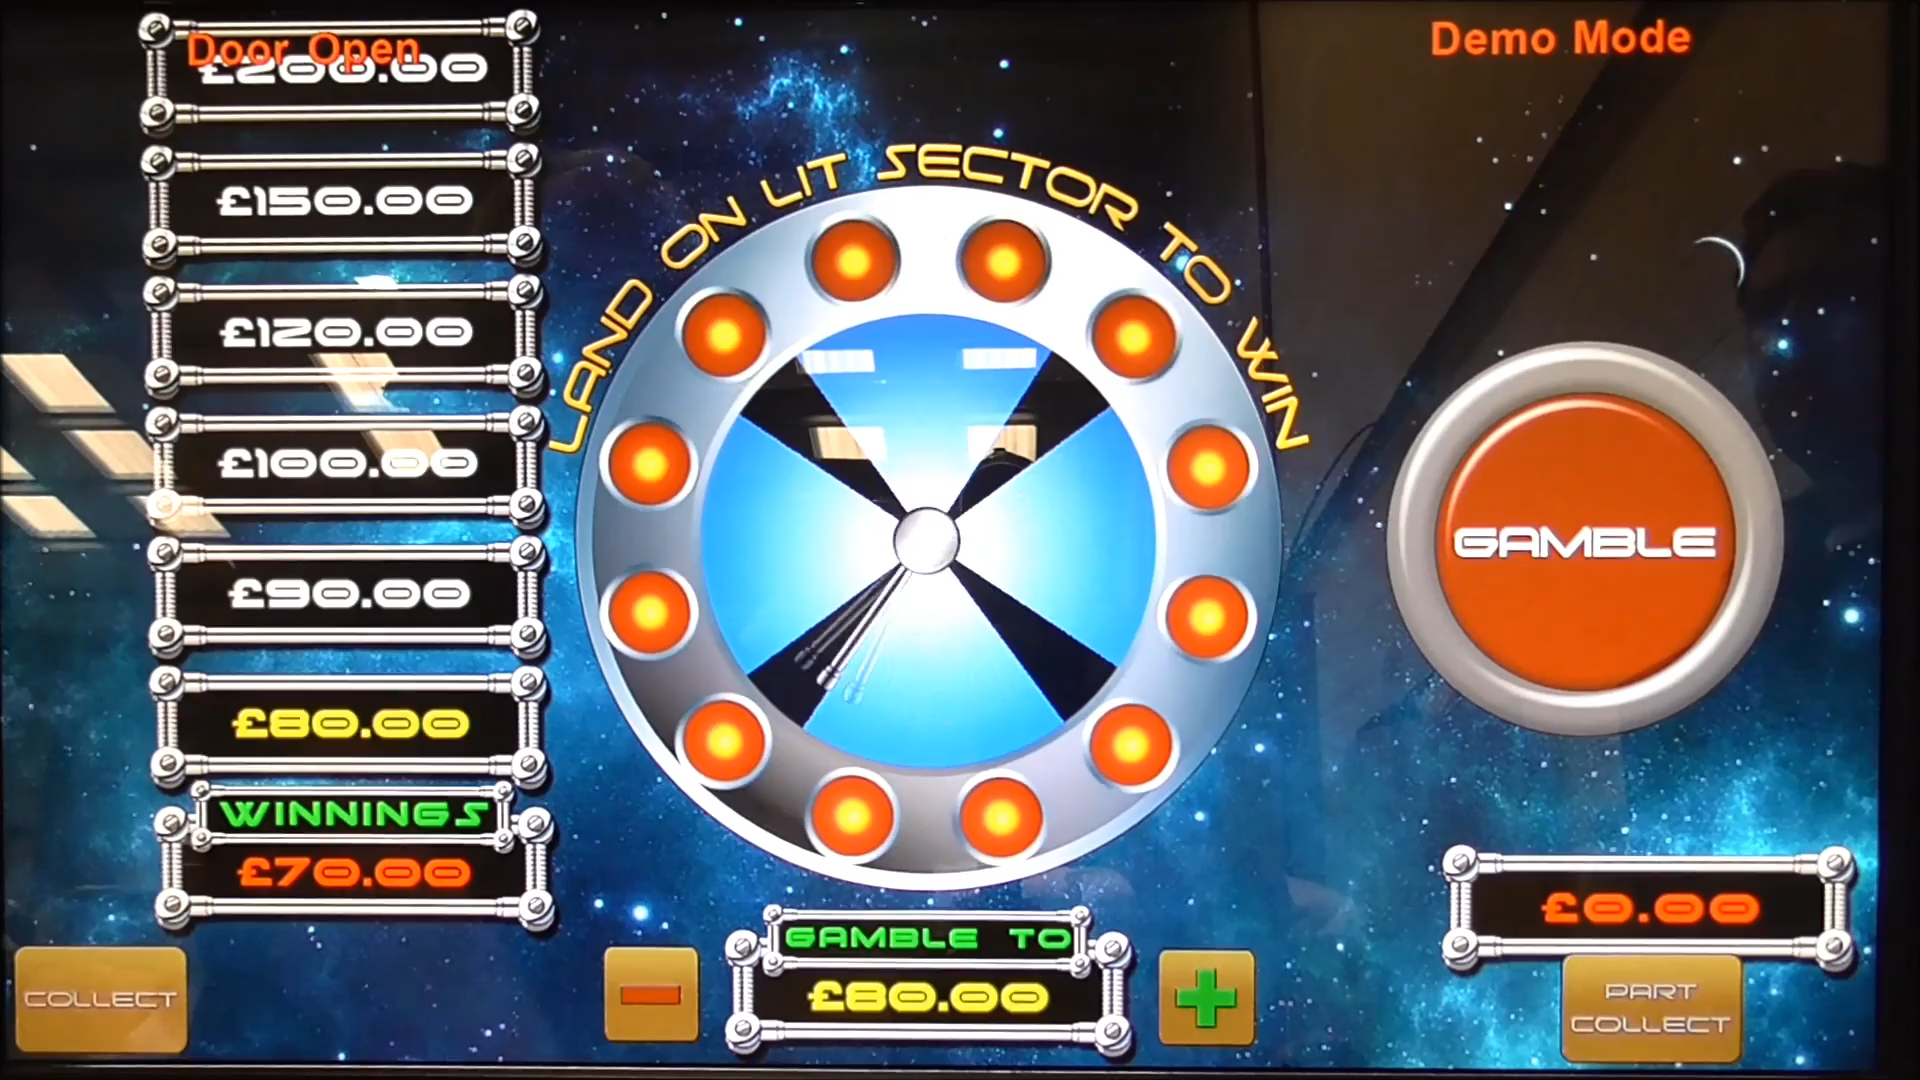 Door Open
£200.00
£150.00
£120.00
£100.00
£90.00
£80.00
WINNINGS
£70.00
COLLECT
LAND ON LIT SECTOR TO WIN
GAMBLE TO
£80.00
Demo Mode
GAMBLE
£0.00
PART
COLLECT